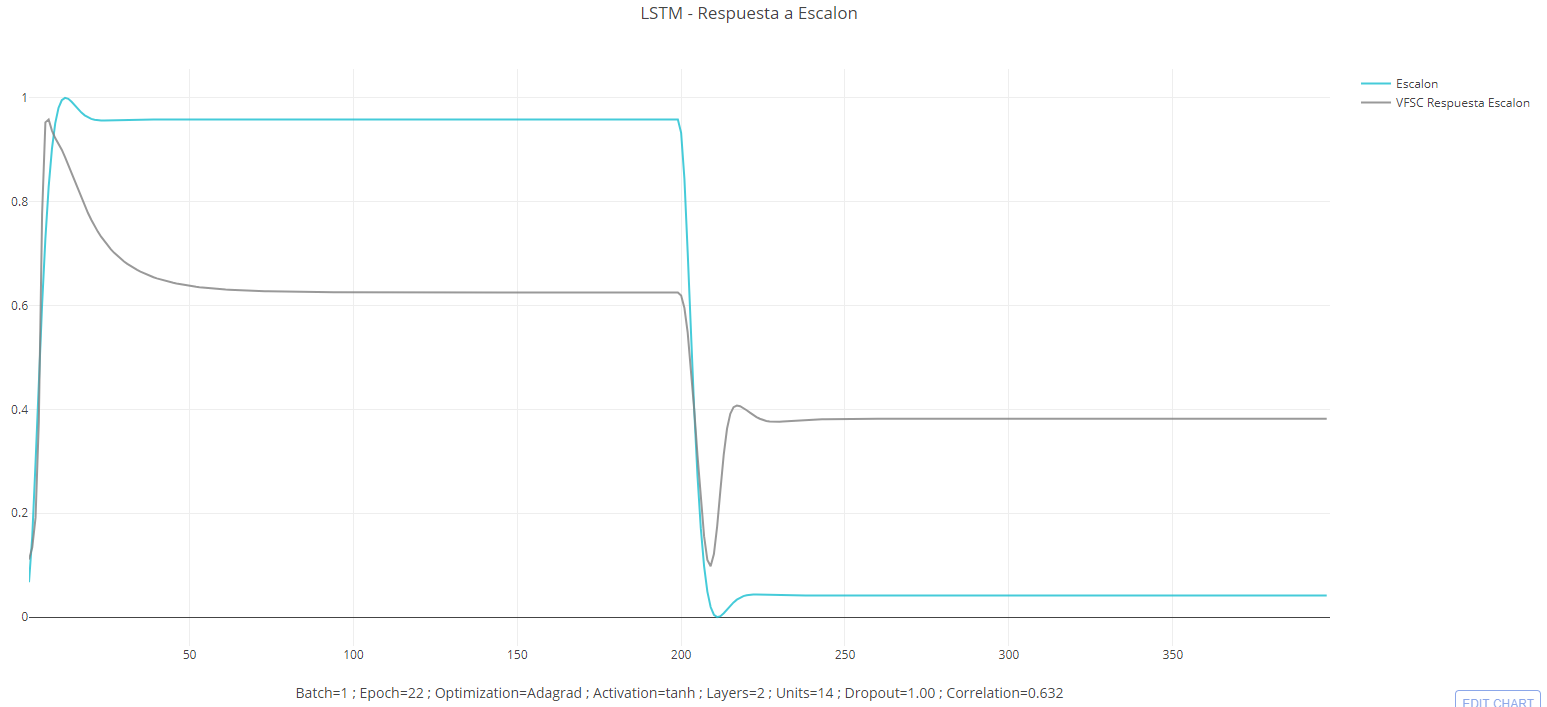 LSTM - Respuesta a Escalon
Escalon
VFSC Respuesta Escalon
1
0.8
0.6
0.4
0.2
0
50 100 150 200 250 300 350
Batch=1 ; Epoch=22 ; Optimization=Adagrad ; Activation=tanh ; Layers=2 ; Units=14 ; Dropout=1.00 ; Correlation=0.632
EDIT CHART